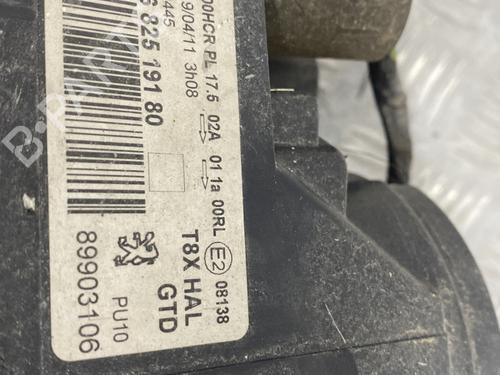 00HCR PL 17.5 02A 01 1a 00RL
445
9/04/11 3h08
825 191 80
E2 08138
T8X HAL
GTD
PU10
89903106